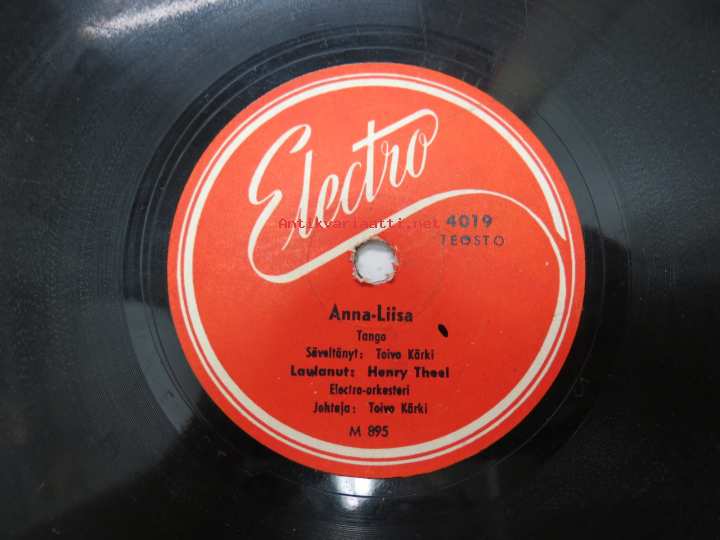 Electro
Antikvariaatti.net
4019
TEOSTO
Anna-Liisa
Tango
Säveltänyt: Toivo Kärki
Laulanut: Henry Theel
Electro-orkesteri
Johtaja: Toivo Kärki
M 895